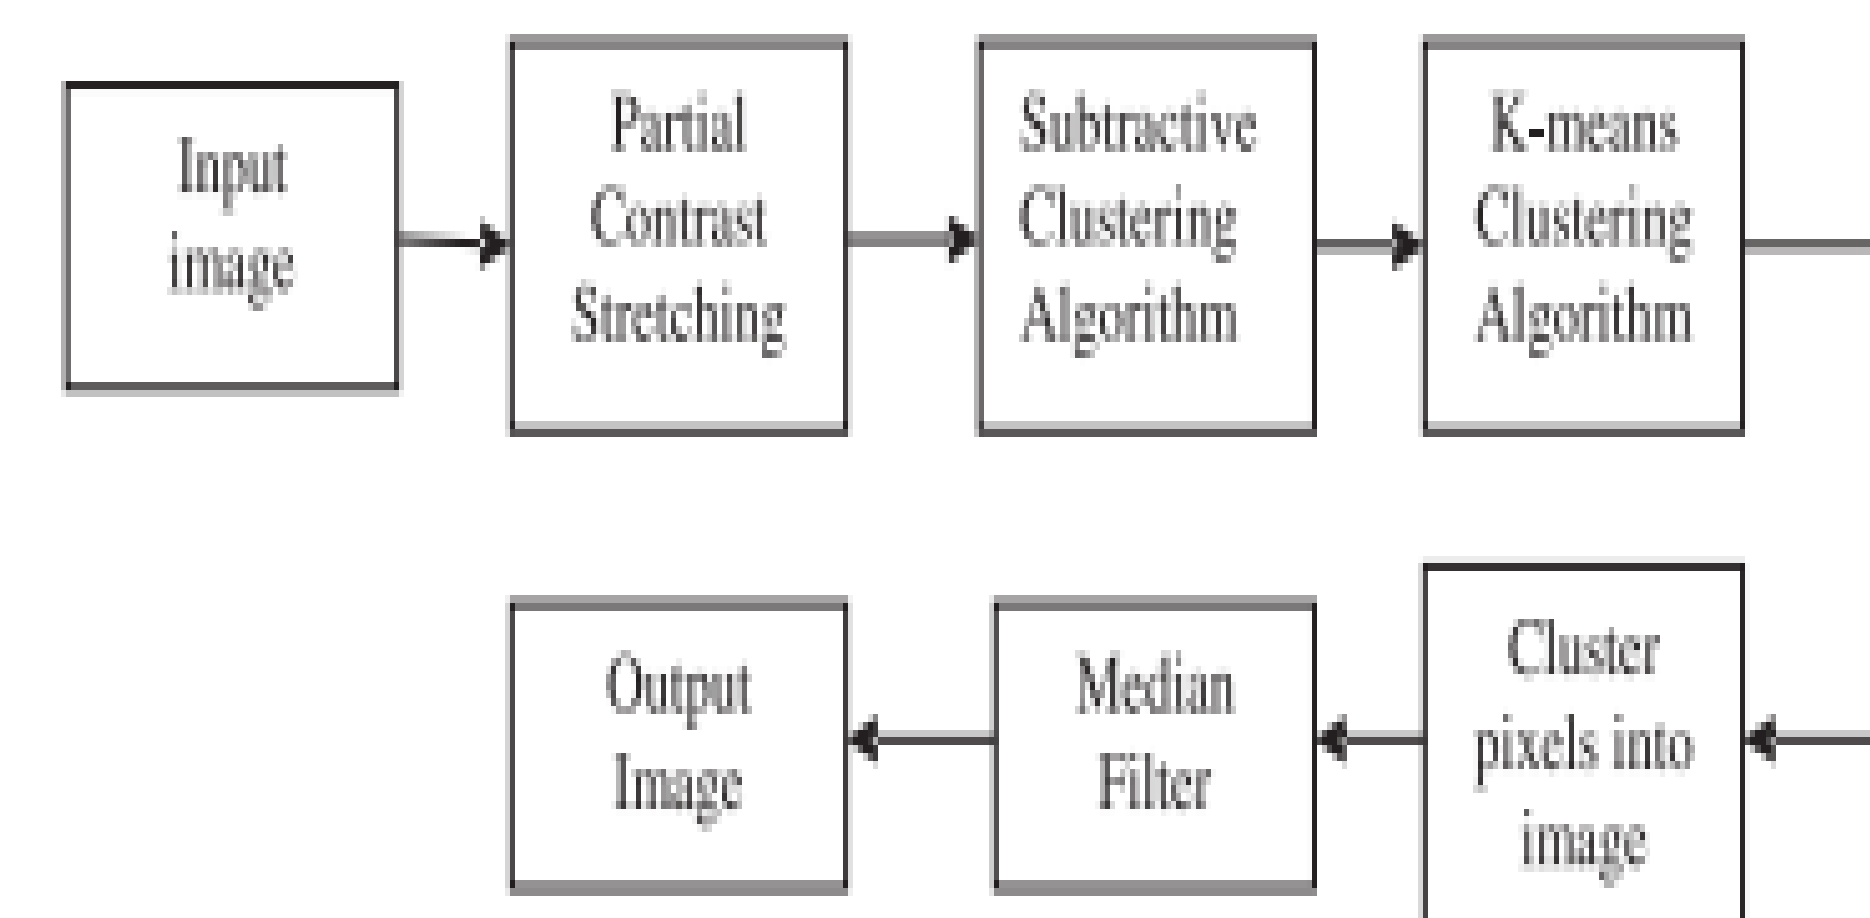 Input
image
Partial
Contrast
Stretching
Subtractive
Clustering
Algorithm
K-means
Clustering
Algorithm
Cluster
pixels into
image
Median
Filter
Output
Image